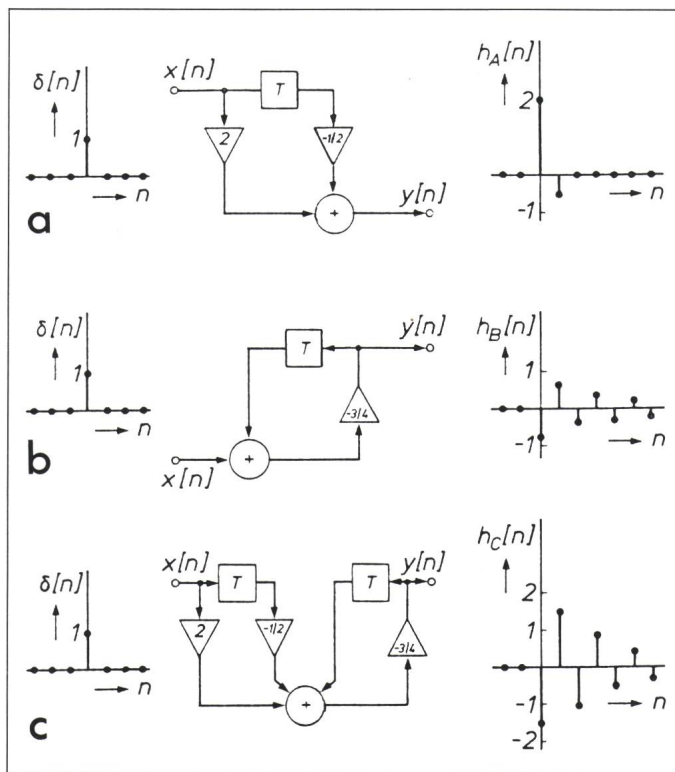 δ[n]
1
n
a
x[n]
T
2
-1/2
+
y[n]
h_A[n]
2
-1
n
δ[n]
1
n
b
T
y[n]
-3/4
x[n]
+
h_B[n]
1
-1
n
δ[n]
1
n
c
x[n]
T
T
y[n]
2
-1/2
-3/4
+
h_C[n]
2
1
-1
-2
n